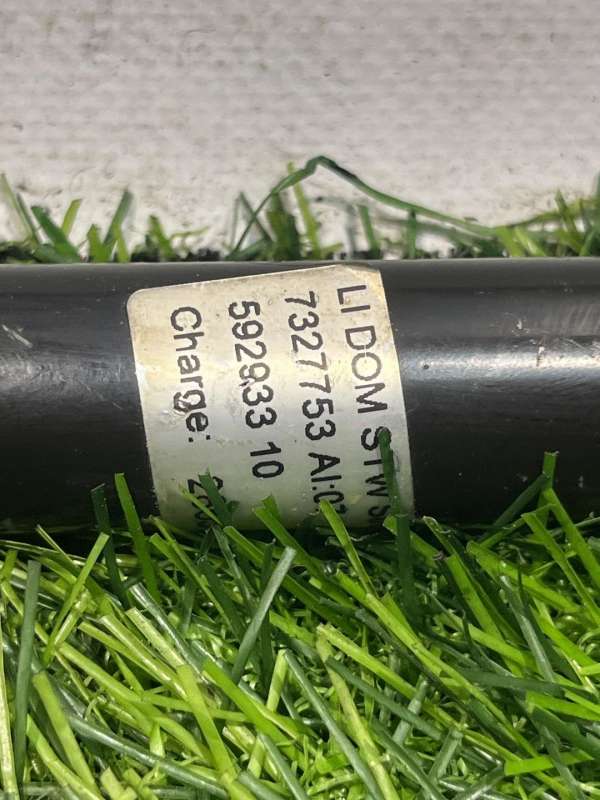 LI DOM STW
7327753 AI:0
592933 10
Charge: